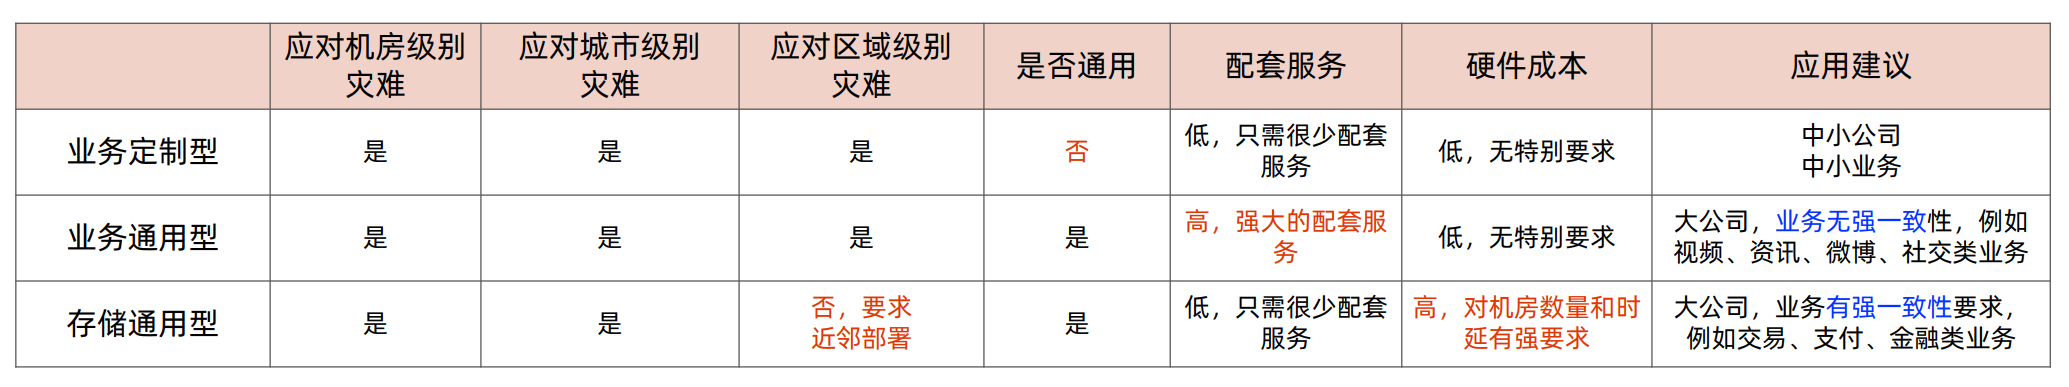 应对机房级别
灾难
应对城市级别
灾难
应对区域级别
灾难
是否通用
配套服务
硬件成本
应用建议
业务定制型
是
是
是
否
低，只需很少配套
服务
低，无特别要求
中小公司
中小业务
业务通用型
是
是
是
是
高，强大的配套服
务
低，无特别要求
大公司，业务无强一致性，例如
视频、资讯、微博、社交类业务
存储通用型
是
是
否，要求
近邻部署
是
低，只需很少配套
服务
高，对机房数量和时
延有强要求
大公司，业务有强一致性要求，
例如交易、支付、金融类业务